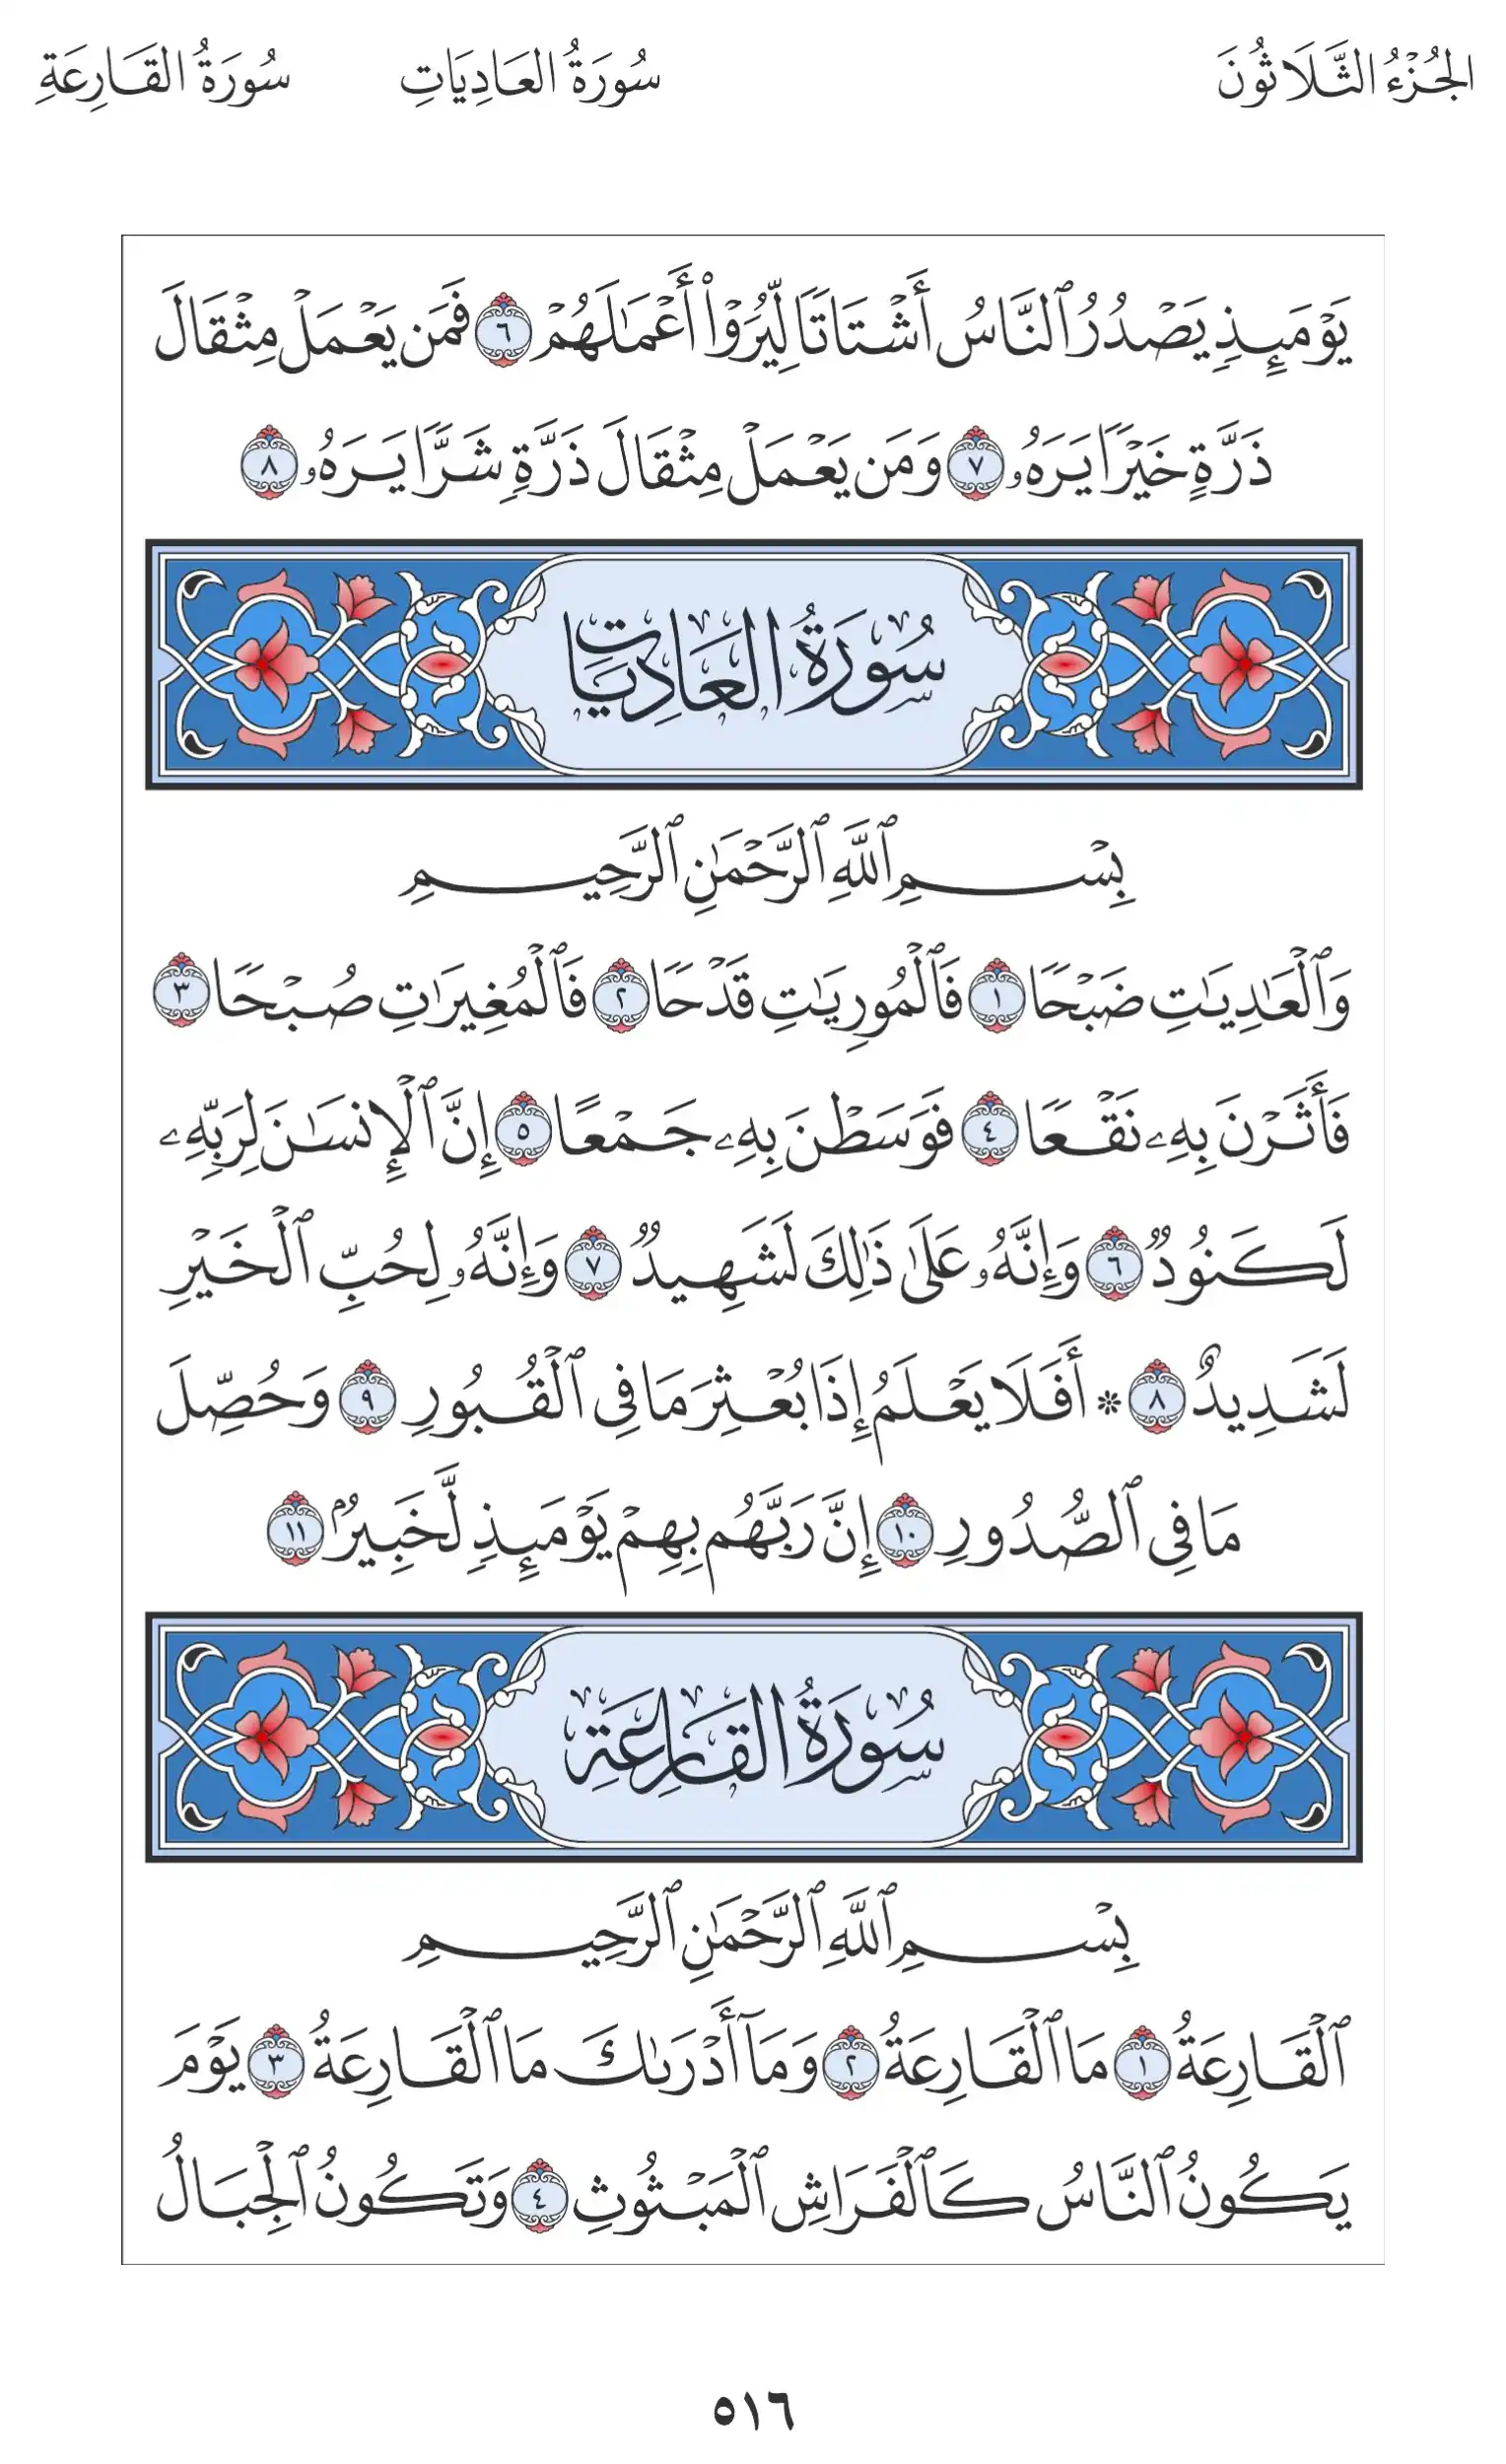 الجُزْءُ الثَّلَاثُونَ سُورَةُ العَادِيَاتِ سُورَةُ القَارِعَةِ
يَوْمَئِذٖ يَصْدُرُ ٱلنَّاسُ أَشْتَاتٗا لِّيُرَوْاْ أَعْمَٰلَهُمْ ٦ فَمَن يَعْمَلْ مِثْقَالَ
ذَرَّةٍ خَيْرٗا يَرَهُۥ ٧ وَمَن يَعْمَلْ مِثْقَالَ ذَرَّةٖ شَرّٗا يَرَهُۥ ٨
سُورَةُ العَادِيَاتِ
بِسْمِ ٱللَّهِ ٱلرَّحْمَٰنِ ٱلرَّحِيمِ
وَٱلْعَٰدِيَٰتِ ضَبْحٗا ١ فَٱلْمُورِيَٰتِ قَدْحٗا ٢ فَٱلْمُغِيرَٰتِ صُبْحٗا ٣
فَأَثَرْنَ بِهِۦ نَقْعٗا ٤ فَوَسَطْنَ بِهِۦ جَمْعًا ٥ إِنَّ ٱلْإِنسَٰنَ لِرَبِّهِۦ
لَكَنُودٞ ٦ وَإِنَّهُۥ عَلَىٰ ذَٰلِكَ لَشَهِيدٞ ٧ وَإِنَّهُۥ لِحُبِّ ٱلْخَيْرِ
لَشَدِيدٌ ٨ ۞ أَفَلَا يَعْلَمُ إِذَا بُعْثِرَ مَا فِي ٱلْقُبُورِ ٩ وَحُصِّلَ
مَا فِي ٱلصُّدُورِ ١٠ إِنَّ رَبَّهُم بِهِمْ يَوْمَئِذٖ لَّخَبِيرُۢ ١١
سُورَةُ القَارِعَةِ
بِسْمِ ٱللَّهِ ٱلرَّحْمَٰنِ ٱلرَّحِيمِ
ٱلْقَارِعَةُ ١ مَا ٱلْقَارِعَةُ ٢ وَمَآ أَدْرَىٰكَ مَا ٱلْقَارِعَةُ ٣ يَوْمَ
يَكُونُ ٱلنَّاسُ كَٱلْفَرَاشِ ٱلْمَبْثُوثِ ٤ وَتَكُونُ ٱلْجِبَالُ
٥١٦